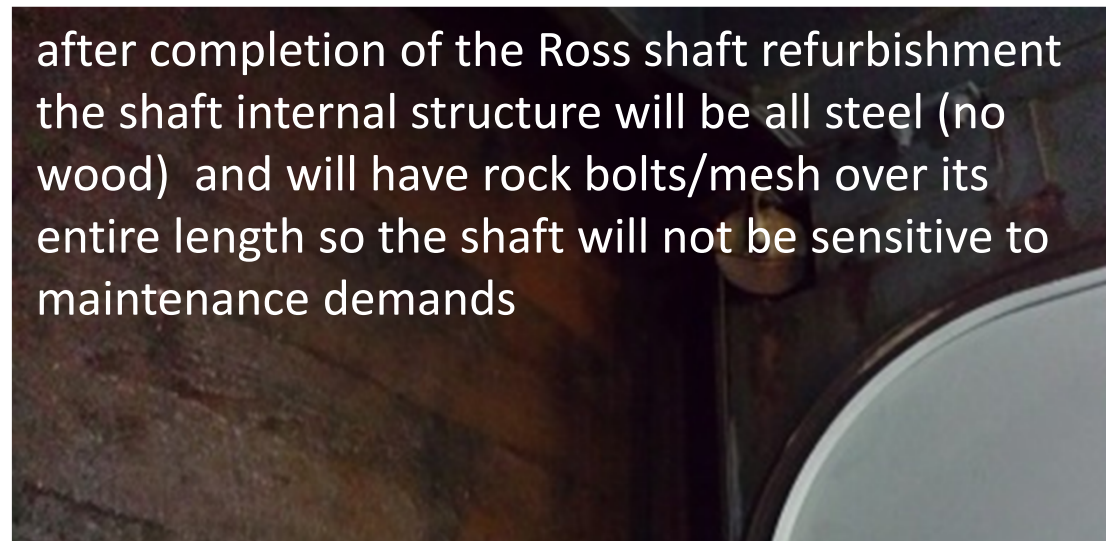 after completion of the Ross shaft refurbishment
the shaft internal structure will be all steel (no
wood)  and will have rock bolts/mesh over its
entire length so the shaft will not be sensitive to
maintenance demands